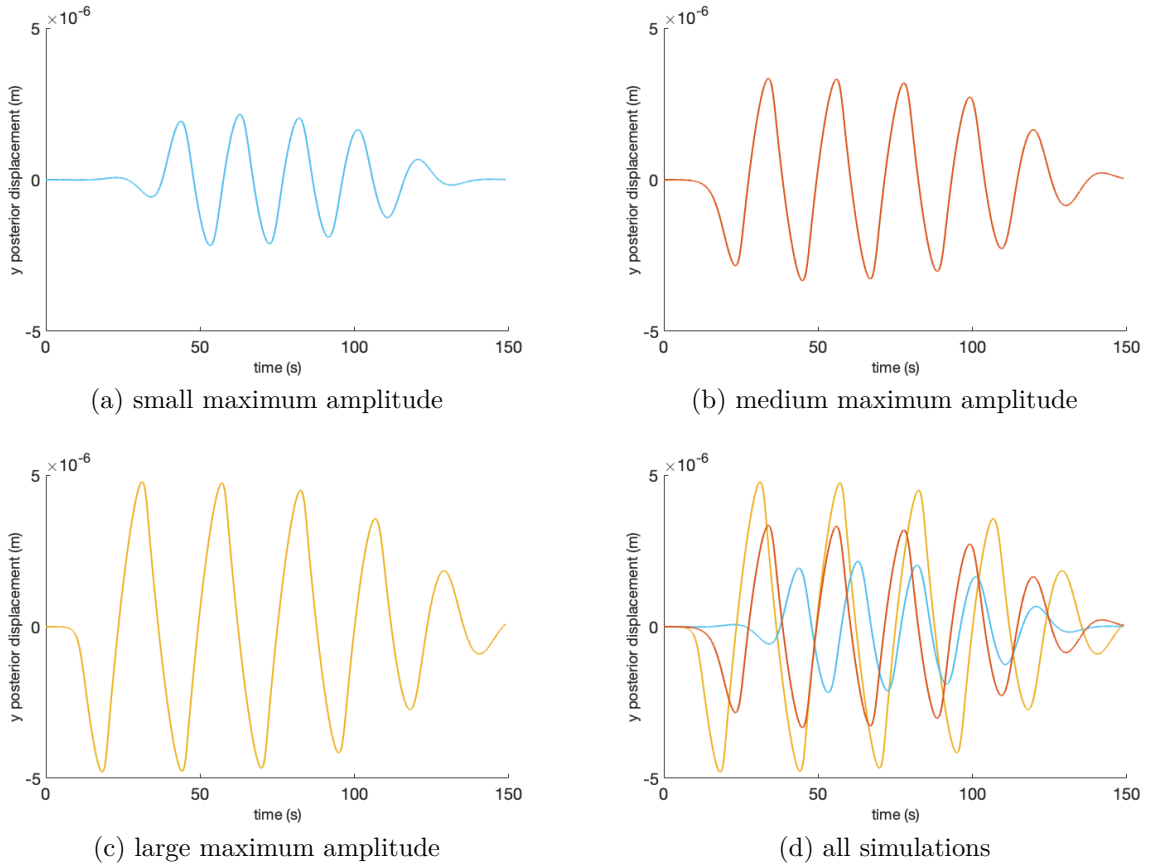 ×10⁻⁶
5
0
-5
y posterior displacement (m)
0 50 100 150
time (s)
(a) small maximum amplitude
×10⁻⁶
5
0
-5
y posterior displacement (m)
0 50 100 150
time (s)
(b) medium maximum amplitude
×10⁻⁶
5
0
-5
y posterior displacement (m)
0 50 100 150
time (s)
(c) large maximum amplitude
×10⁻⁶
5
0
-5
y posterior displacement (m)
0 50 100 150
time (s)
(d) all simulations